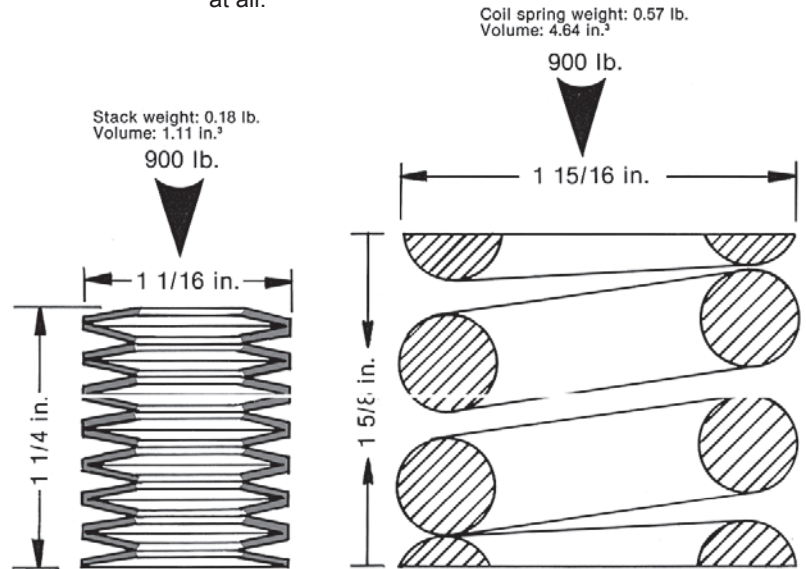 at all.
Coil spring weight: 0.57 lb.
Volume: 4.64 in.³
900 lb.
Stack weight: 0.18 lb.
Volume: 1.11 in.³
900 lb.
1 15/16 in.
1 1/16 in.
1 1/4 in.
1 5/8 in.